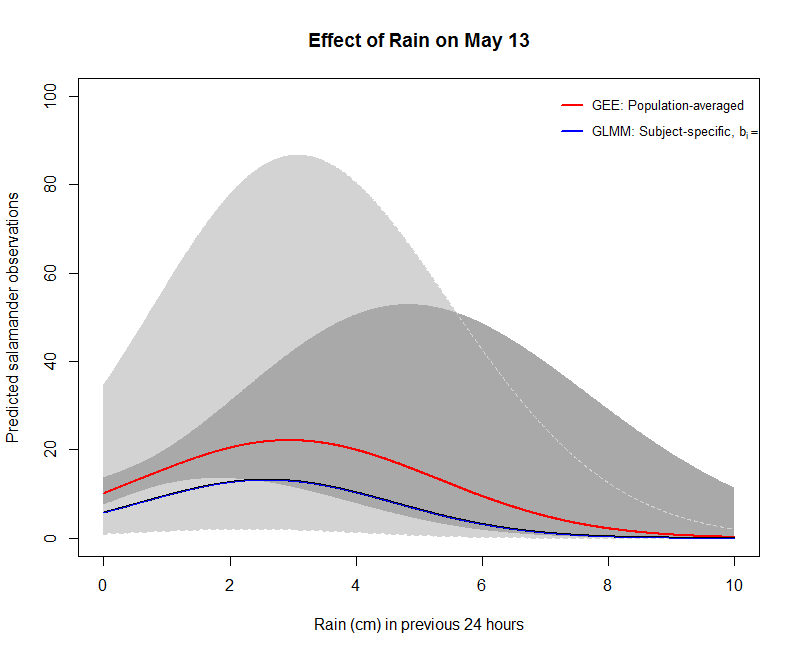 Effect of Rain on May 13
GEE: Population-averaged
GLMM: Subject-specific, bᵢ =
Predicted salamander observations
100
80
60
40
20
0
0 2 4 6 8 10
Rain (cm) in previous 24 hours